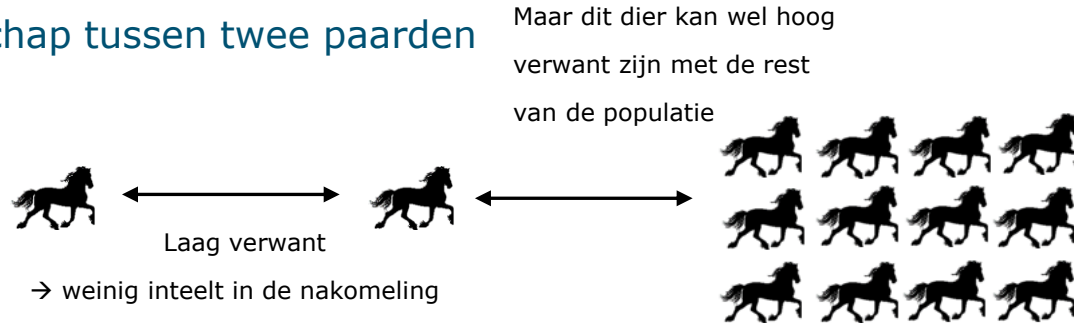 chap tussen twee paarden
Maar dit dier kan wel hoog
verwant zijn met de rest
van de populatie
Laag verwant
→ weinig inteelt in de nakomeling